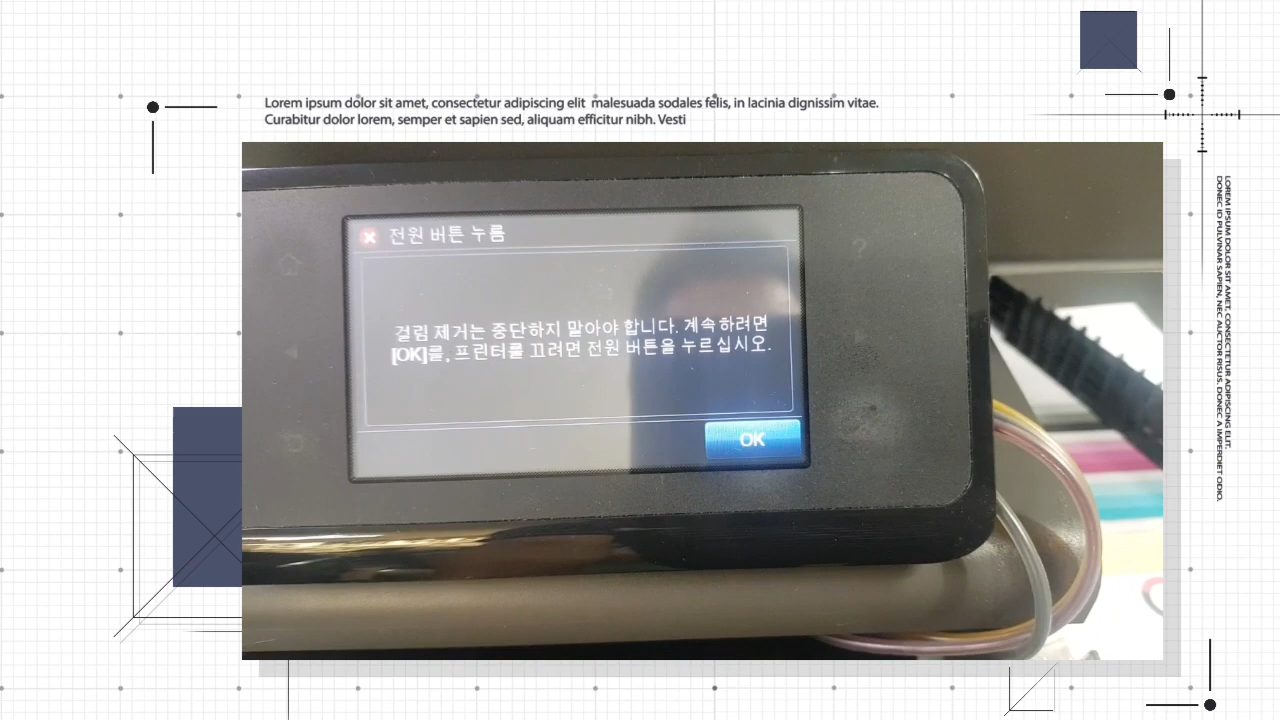 Lorem ipsum dolor sit amet, consectetur adipiscing elit malesuada sodales felis, in lacinia dignissim vitae.
Curabitur dolor lorem, semper et sapien sed, aliquam efficitur nibh. Vesti
전원 버튼 누름
?
걸림 제거는 중단하지 말아야 합니다. 계속하려면
[OK]를, 프린터를 끄려면 전원 버튼을 누르십시오.
OK
LOREM IPSUM DOLOR SIT AMET, CONSECTETUR ADIPISCING ELIT.
DONEC ID PULVINAR SAPIEN, NEC AUCTOR RISUS. DONEC A IMPERDIET ODIO.